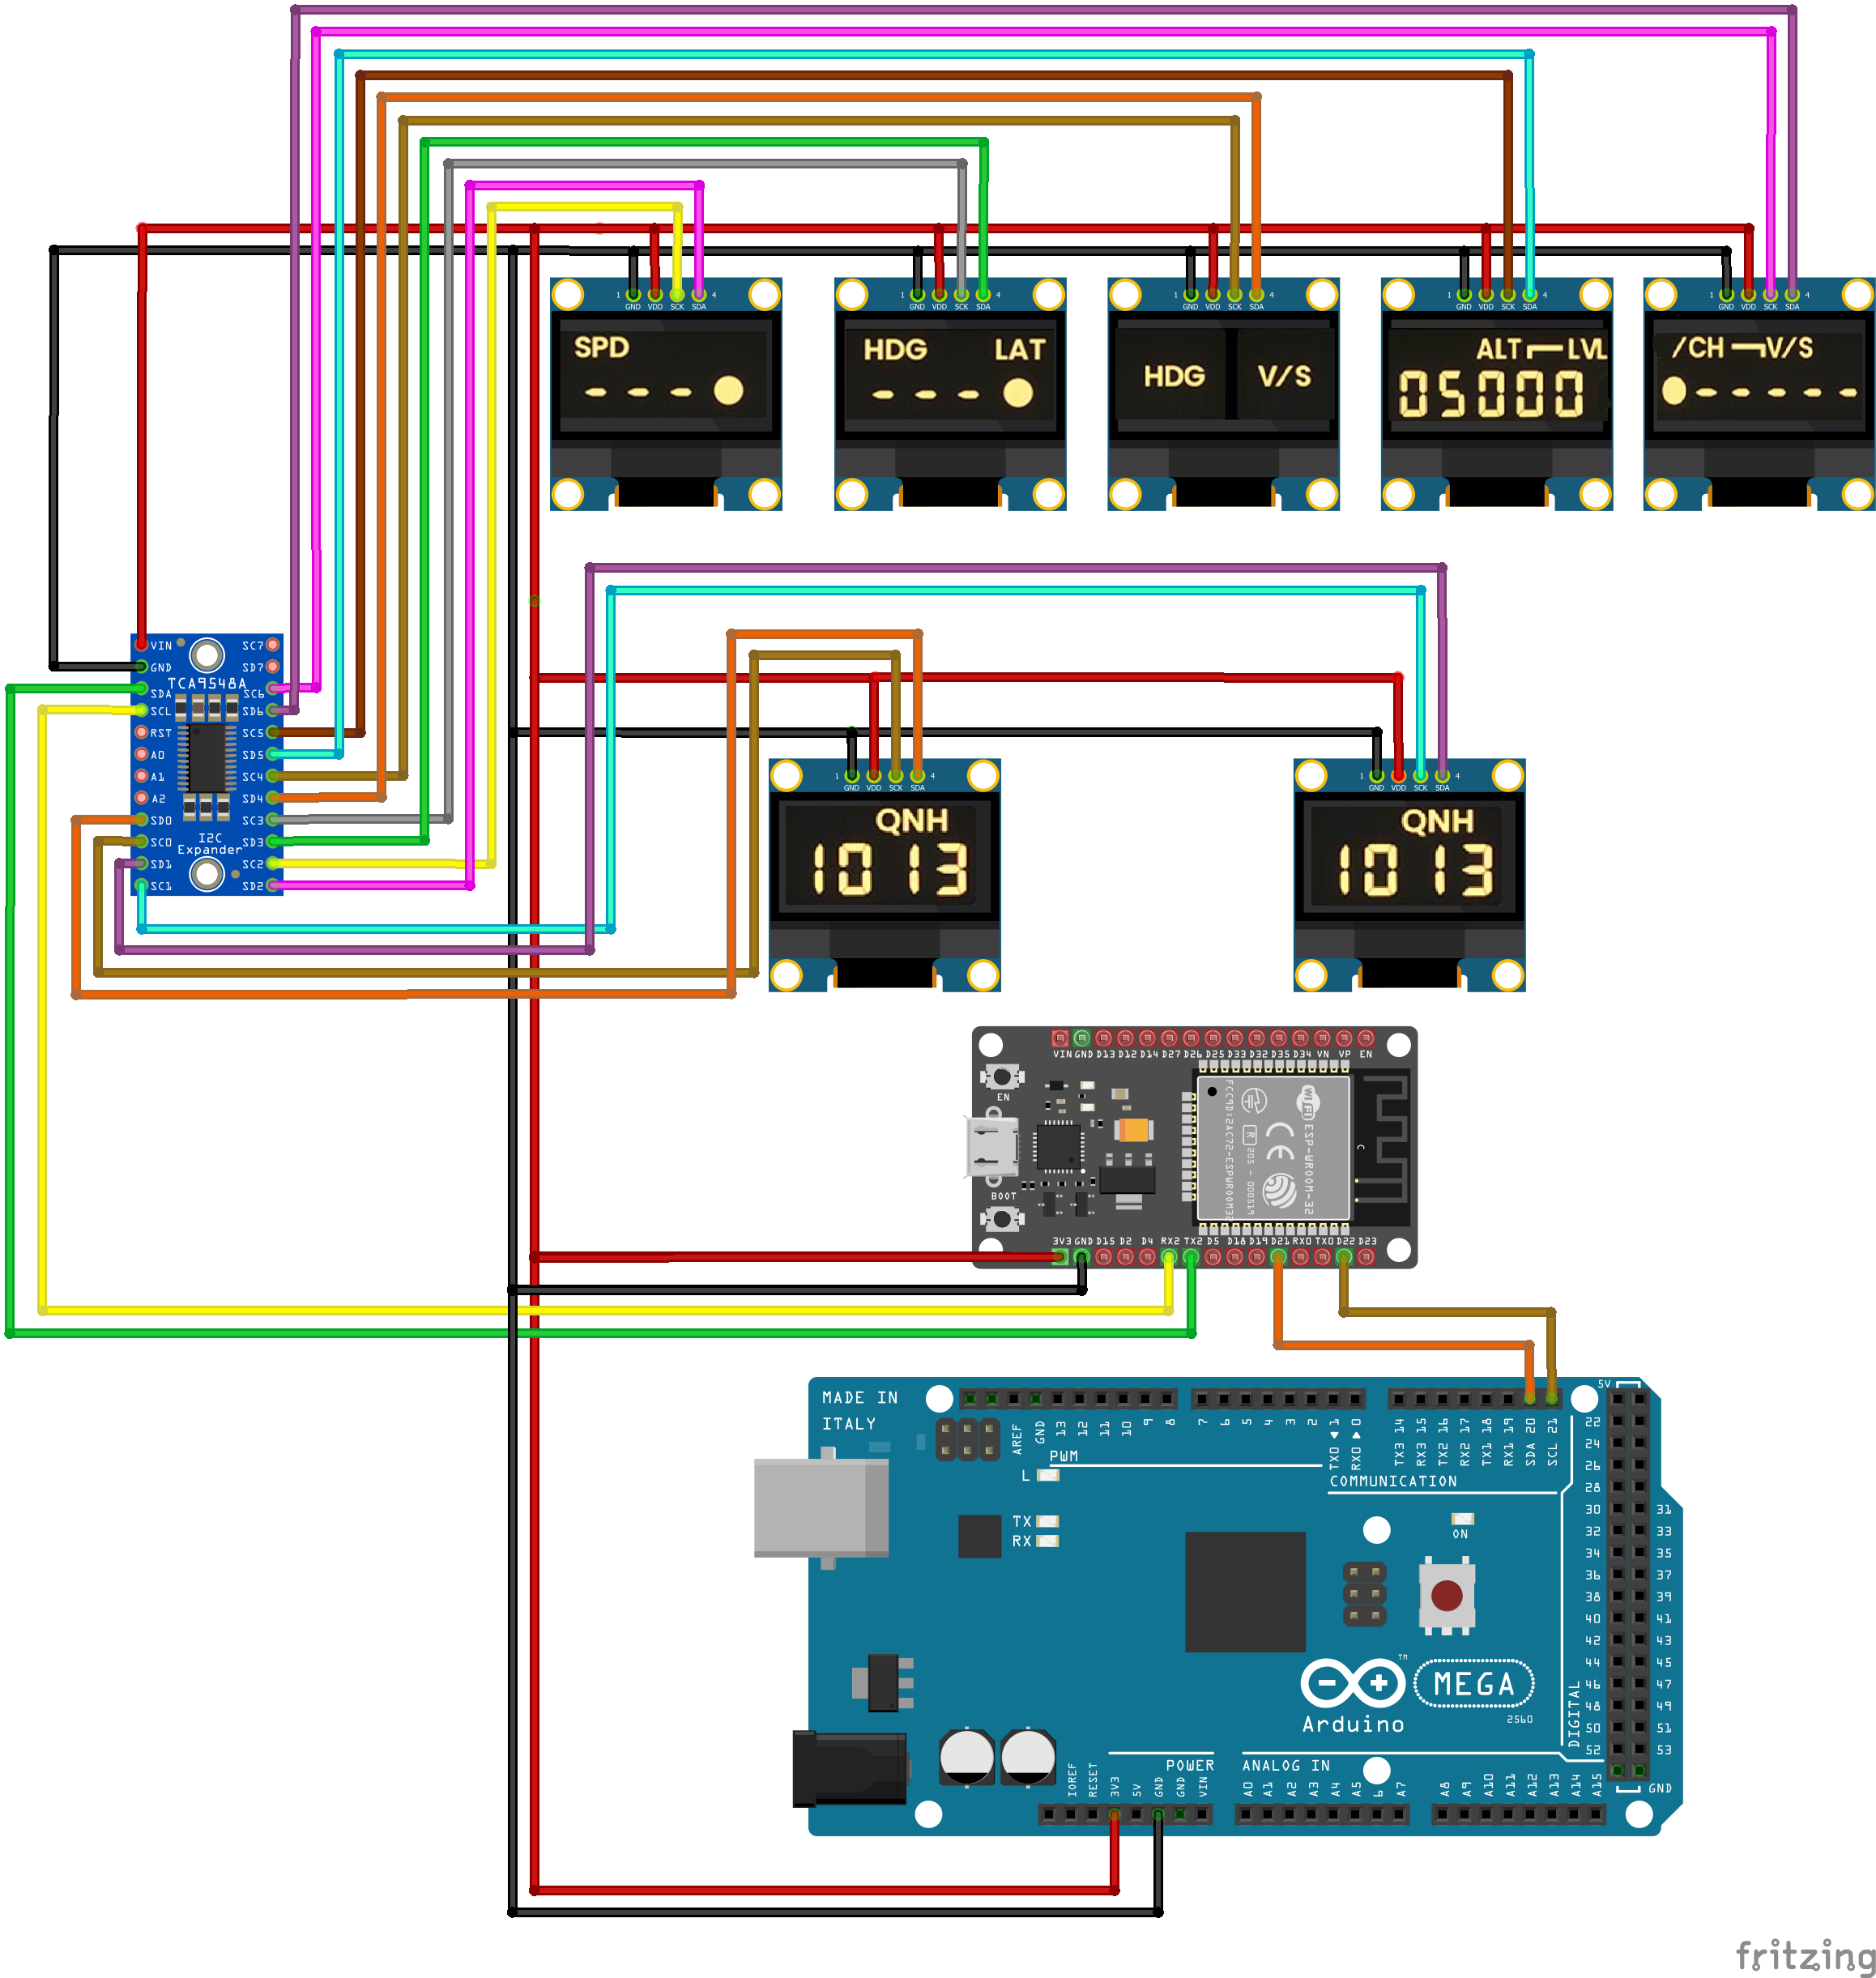 1 GND VDD SCK SDA 4
1 GND VDD SCK SDA 4
1 GND VDD SCK SDA 4
1 GND VDD SCK SDA 4
1 GND VDD SCK SDA 4
SPD
- - -
HDG LAT
- - -
HDG V/S
ALT LVL
05000
/CH V/S
- - - - -
VIN SC7
GND SD7
TCA9548A
SDA SC6
SCL SD6
RST SC5
A0 SD5
A1 SC4
A2 SD4
SD0 SC3
SC0 I2C SD3
Expander
SD1 SC2
SC1 SD2
1 GND VDD SCK SDA 4
QNH
1013
1 GND VDD SCK SDA 4
QNH
1013
VIN GND D13 D12 D14 D27 D26 D25 D33 D32 D35 D34 VN VP EN
EN
BOOT
WiFi
ESP-WROOM-32
CE
R
205 - 000519
FCC9D:2AC72-ESPWROOM32
3V3 GND D15 D2 D4 RX2 TX2 D5 D18 D19 D21 RX0 TX0 D22 D23
MADE IN
ITALY
AREF
GND
13
12
11
10
9
8
7
6
5
4
3
2
TX0 1
RX0 0
TX3 14
RX3 15
TX2 16
RX2 17
TX1 18
RX1 19
SDA 20
SCL 21
PWM
COMMUNICATION
L
TX
RX
ON
5V
22
24
26
28
30 31
32 33
34 35
36 37
38 39
40 41
42 43
44 45
46 47
48 49
50 51
52 53
GND
DIGITAL
TM
MEGA
Arduino
2560
POWER
ANALOG IN
IOREF
RESET
3V3
5V
GND
GND
VIN
A0
A1
A2
A3
A4
A5
6
A7
A8
A9
A10
A11
A12
A13
A14
A15
fritzing